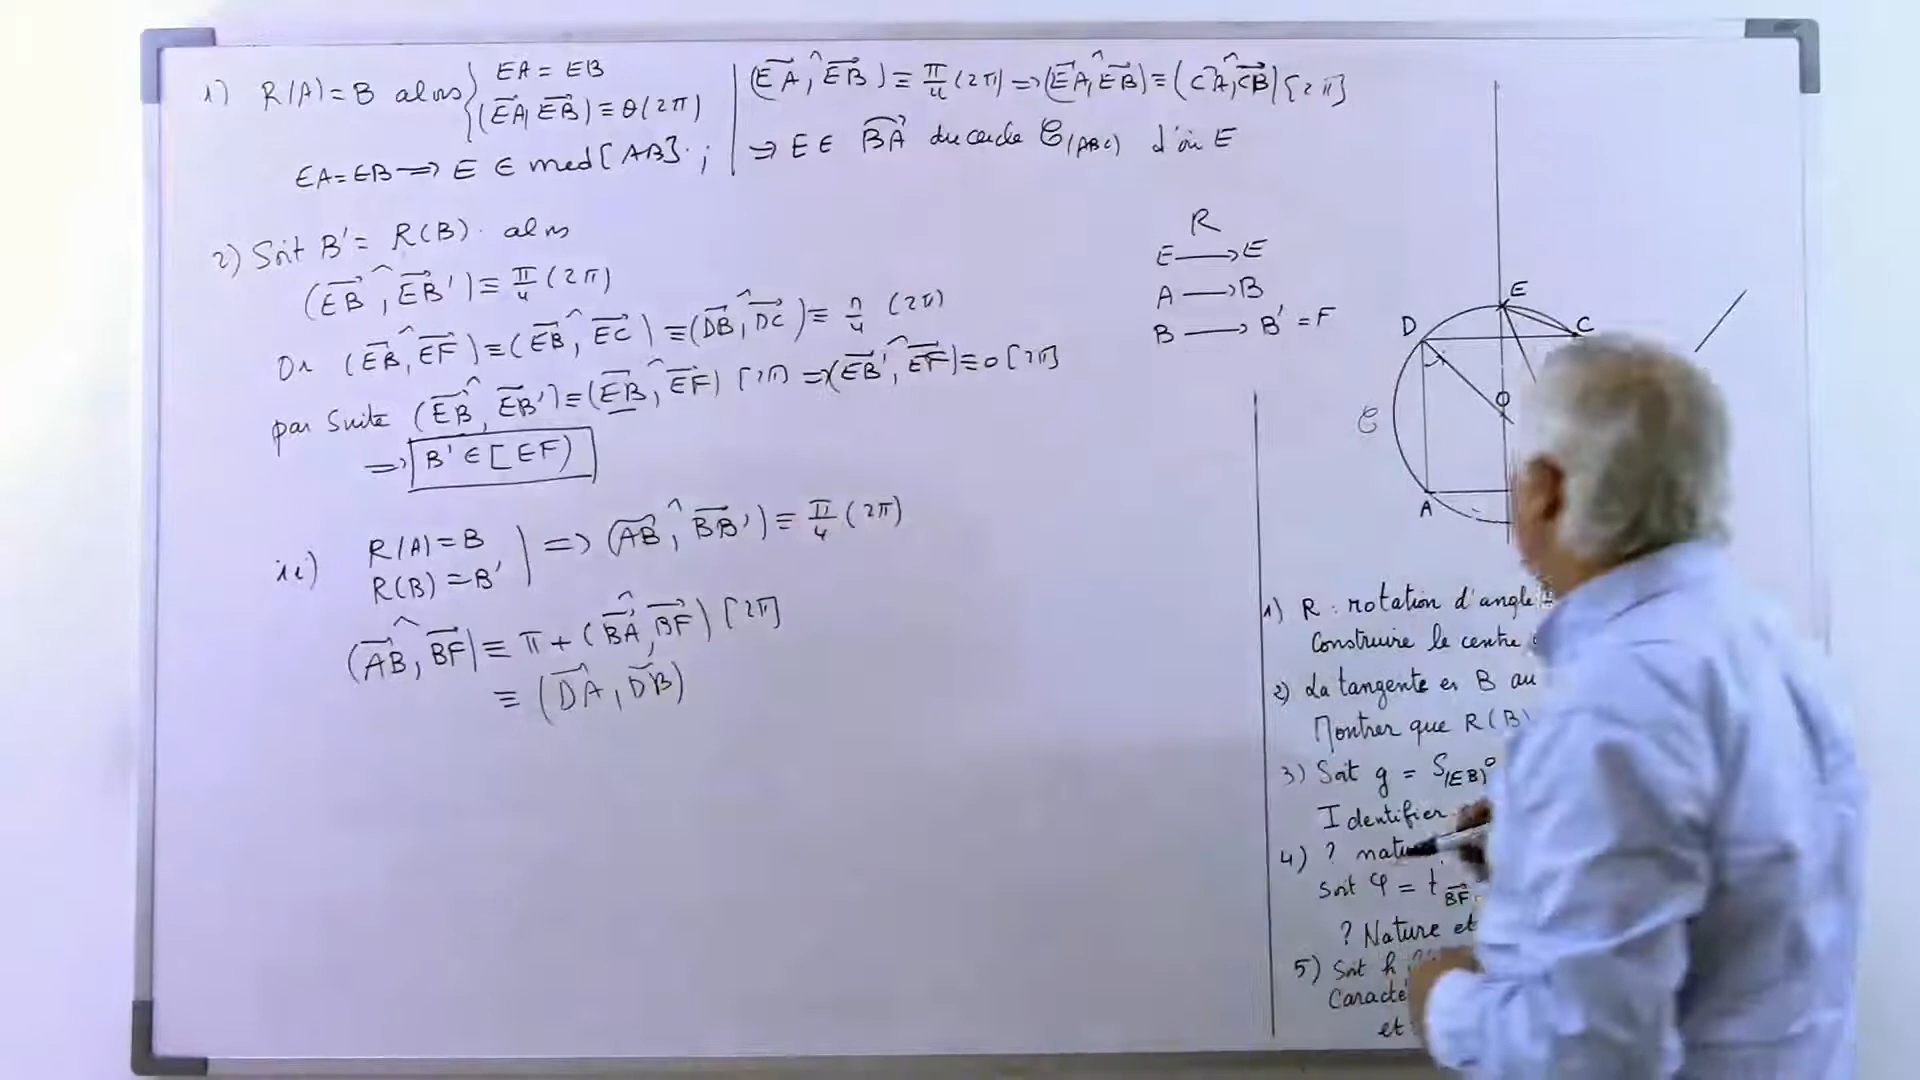 1) R(A) = B alors { EA = EB
(EA, EB) ≡ θ(2π)
EA = EB ⟹ E ∈ med[AB] ;
(EA, EB) ≡ π/4 (2π) ⟹ (EA, EB) ≡ (CA, CB) [2π]
⟹ E ∈ BA du cercle C(ABC) d'où E
2) Soit B' = R(B). alors
(EB, EB') ≡ π/4 (2π)
Or (EB, EF) ≡ (EB, EC) ≡ (DB, DC) ≡ π/4 (2π)
par suite (EB, EB') ≡ (EB, EF) [2π] ⟹ (EB', EF) ≡ 0 [2π]
⟹ B' ∈ [EF)
ii) R(A) = B
R(B) = B'
⟹ (AB, BB') ≡ π/4 (2π)
(AB, BF) ≡ π + (BA, BF) [2π]
≡ (DA, DB)
R
E ⟶ E
A ⟶ B
B ⟶ B' = F
E
D
C
O
C
A
1) R : rotation d'angle
Construire le centre
2) La tangente en B au
Montrer que R(B)
3) Soit g = S(EB)o
Identifier
4) ?
Soit φ = t BF
? Nature et
5) Soit h
et